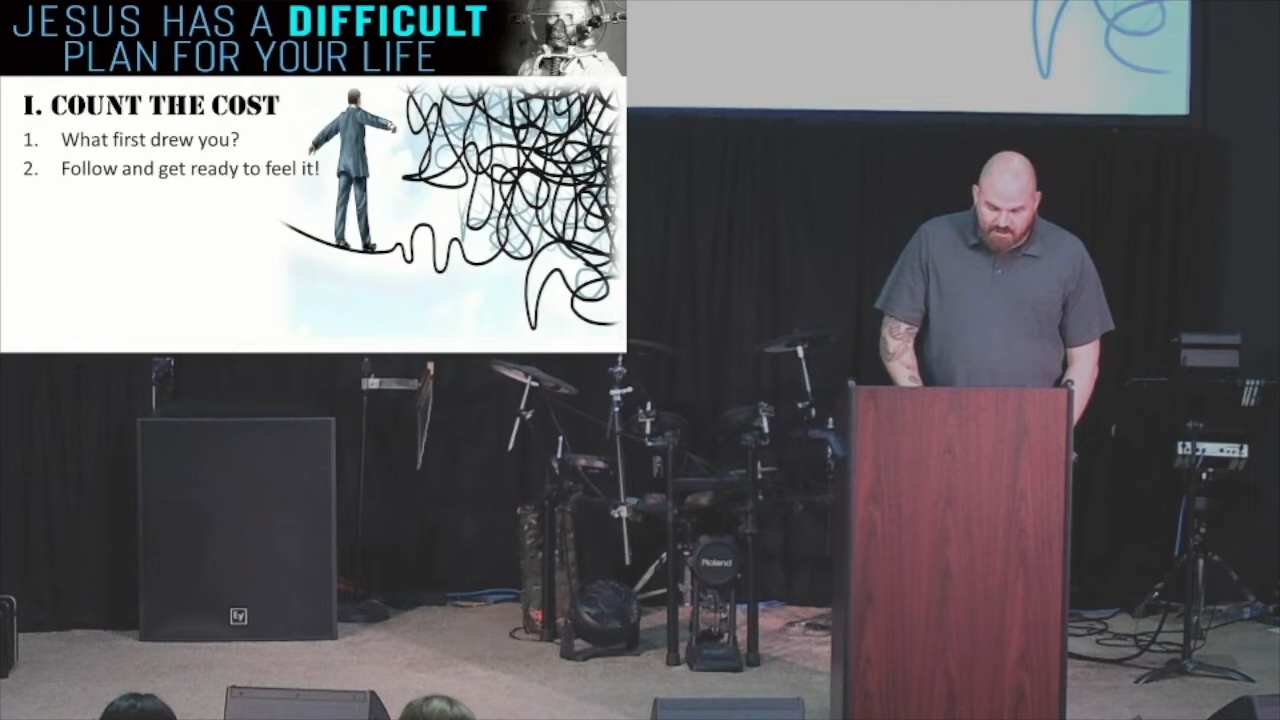 JESUS HAS A DIFFICULT
PLAN FOR YOUR LIFE
I. COUNT THE COST
1. What first drew you?
2. Follow and get ready to feel it!
Roland
EV